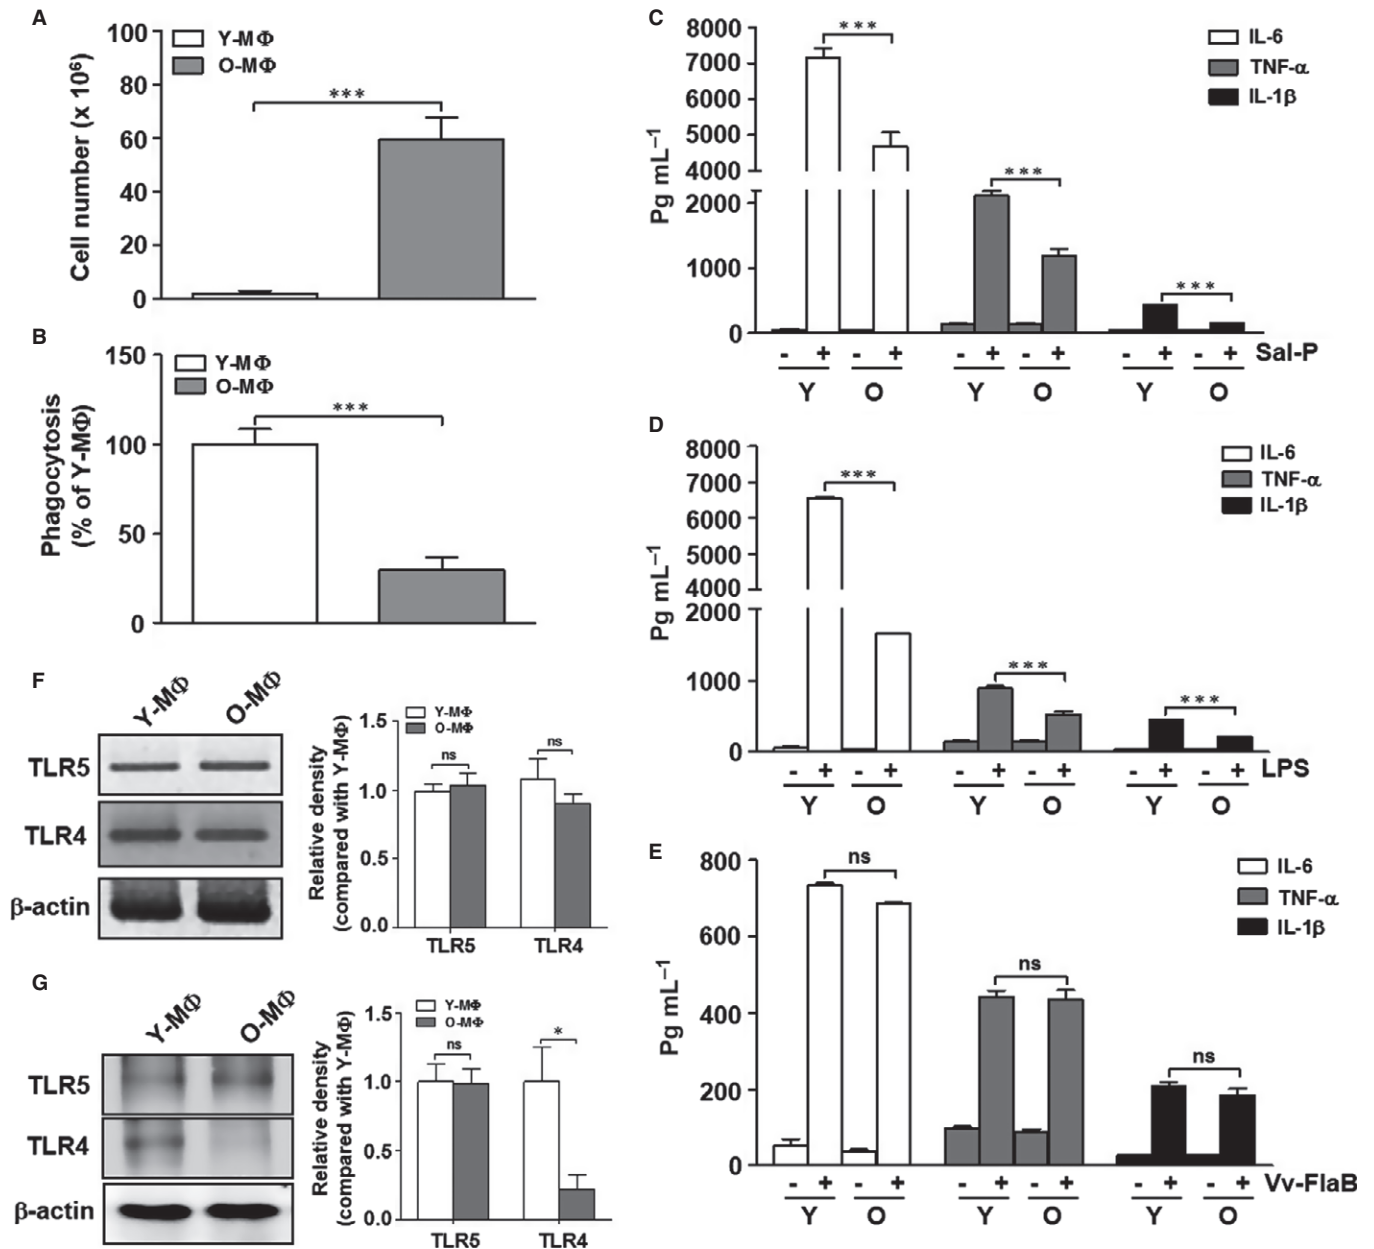 A
Cell number (x 10⁶)
100
80
60
40
20
0
Y-MΦ
O-MΦ
***
B
Phagocytosis
(% of Y-MΦ)
150
100
50
0
Y-MΦ
O-MΦ
***
F
Y-MΦ O-MΦ
TLR5
TLR4
β-actin
Relative density
(compared with Y-MΦ)
1.5
1.0
0.5
0.0
Y-MΦ
O-MΦ
ns ns
TLR5 TLR4
G
Y-MΦ O-MΦ
TLR5
TLR4
β-actin
Relative density
(compared with Y-MΦ)
1.5
1.0
0.5
0.0
Y-MΦ
O-MΦ
ns *
TLR5 TLR4
C
Pg mL⁻¹
8000
7000
6000
5000
4000
2000
1000
0
IL-6
TNF-α
IL-1β
*** *** ***
- + - + - + - + - + - + Sal-P
Y O Y O Y O
D
Pg mL⁻¹
8000
7000
6000
5000
4000
2000
1000
0
IL-6
TNF-α
IL-1β
*** *** ***
- + - + - + - + - + - + LPS
Y O Y O Y O
E
Pg mL⁻¹
800
600
400
200
0
IL-6
TNF-α
IL-1β
ns ns ns
- + - + - + - + - + - + Vv-FlaB
Y O Y O Y O